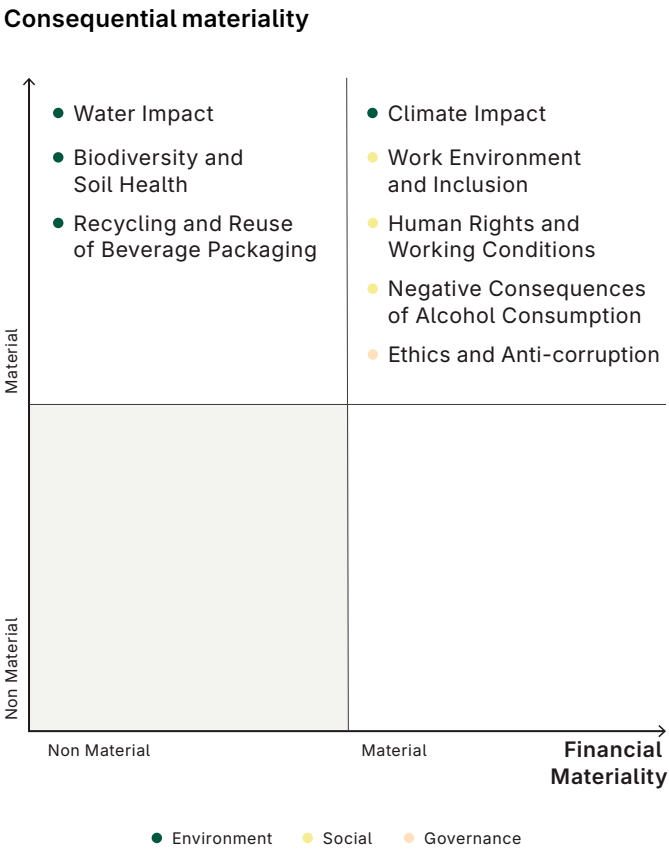 Consequential materiality
Water Impact
Biodiversity and
Soil Health
Recycling and Reuse
of Beverage Packaging
Climate Impact
Work Environment
and Inclusion
Human Rights and
Working Conditions
Negative Consequences
of Alcohol Consumption
Ethics and Anti-corruption
Material
Non Material
Non Material
Material
Financial
Materiality
Environment
Social
Governance